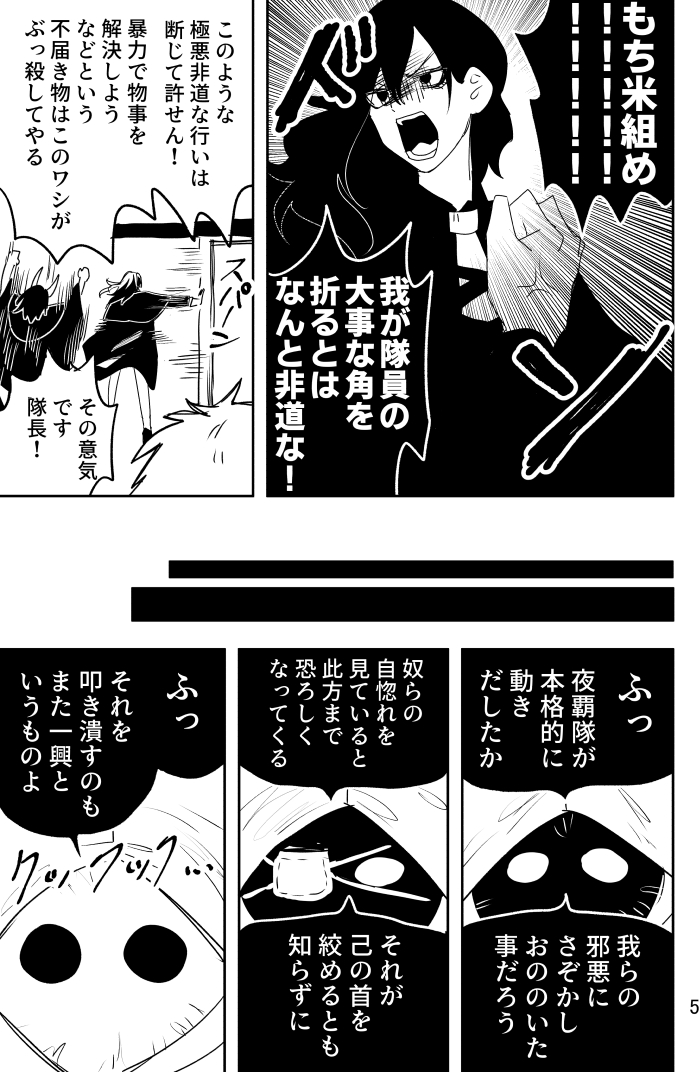 もち米組め
!!!!!!
!!!!!!
ズビ
我が隊員の
大事な角を
折るとは
なんと非道な!
このような
極悪非道な行いは
断じて許せん!
暴力で物事を
解決しよう
などという
不届き物はこのワシが
ぶっ殺してやる
スパーン
その意気
です
隊長!
ふっ
夜覇隊が
本格的に
動き
だしたか
我らの
邪悪に
さぞかし
おののいた
事だろう
奴らの
自惚れを
見ていると
此方まで
恐ろしく
なってくる
それが
己の首を
絞めるとも
知らずに
ふっ
それを
叩き潰すのも
また一興と
いうものよ
クックックッ…
5